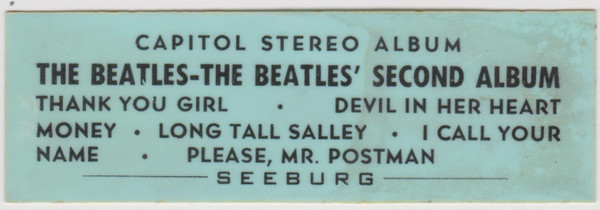 CAPITOL STEREO ALBUM
THE BEATLES-THE BEATLES' SECOND ALBUM
THANK YOU GIRL • DEVIL IN HER HEART
MONEY • LONG TALL SALLEY • I CALL YOUR
NAME • PLEASE, MR. POSTMAN
SEEBURG